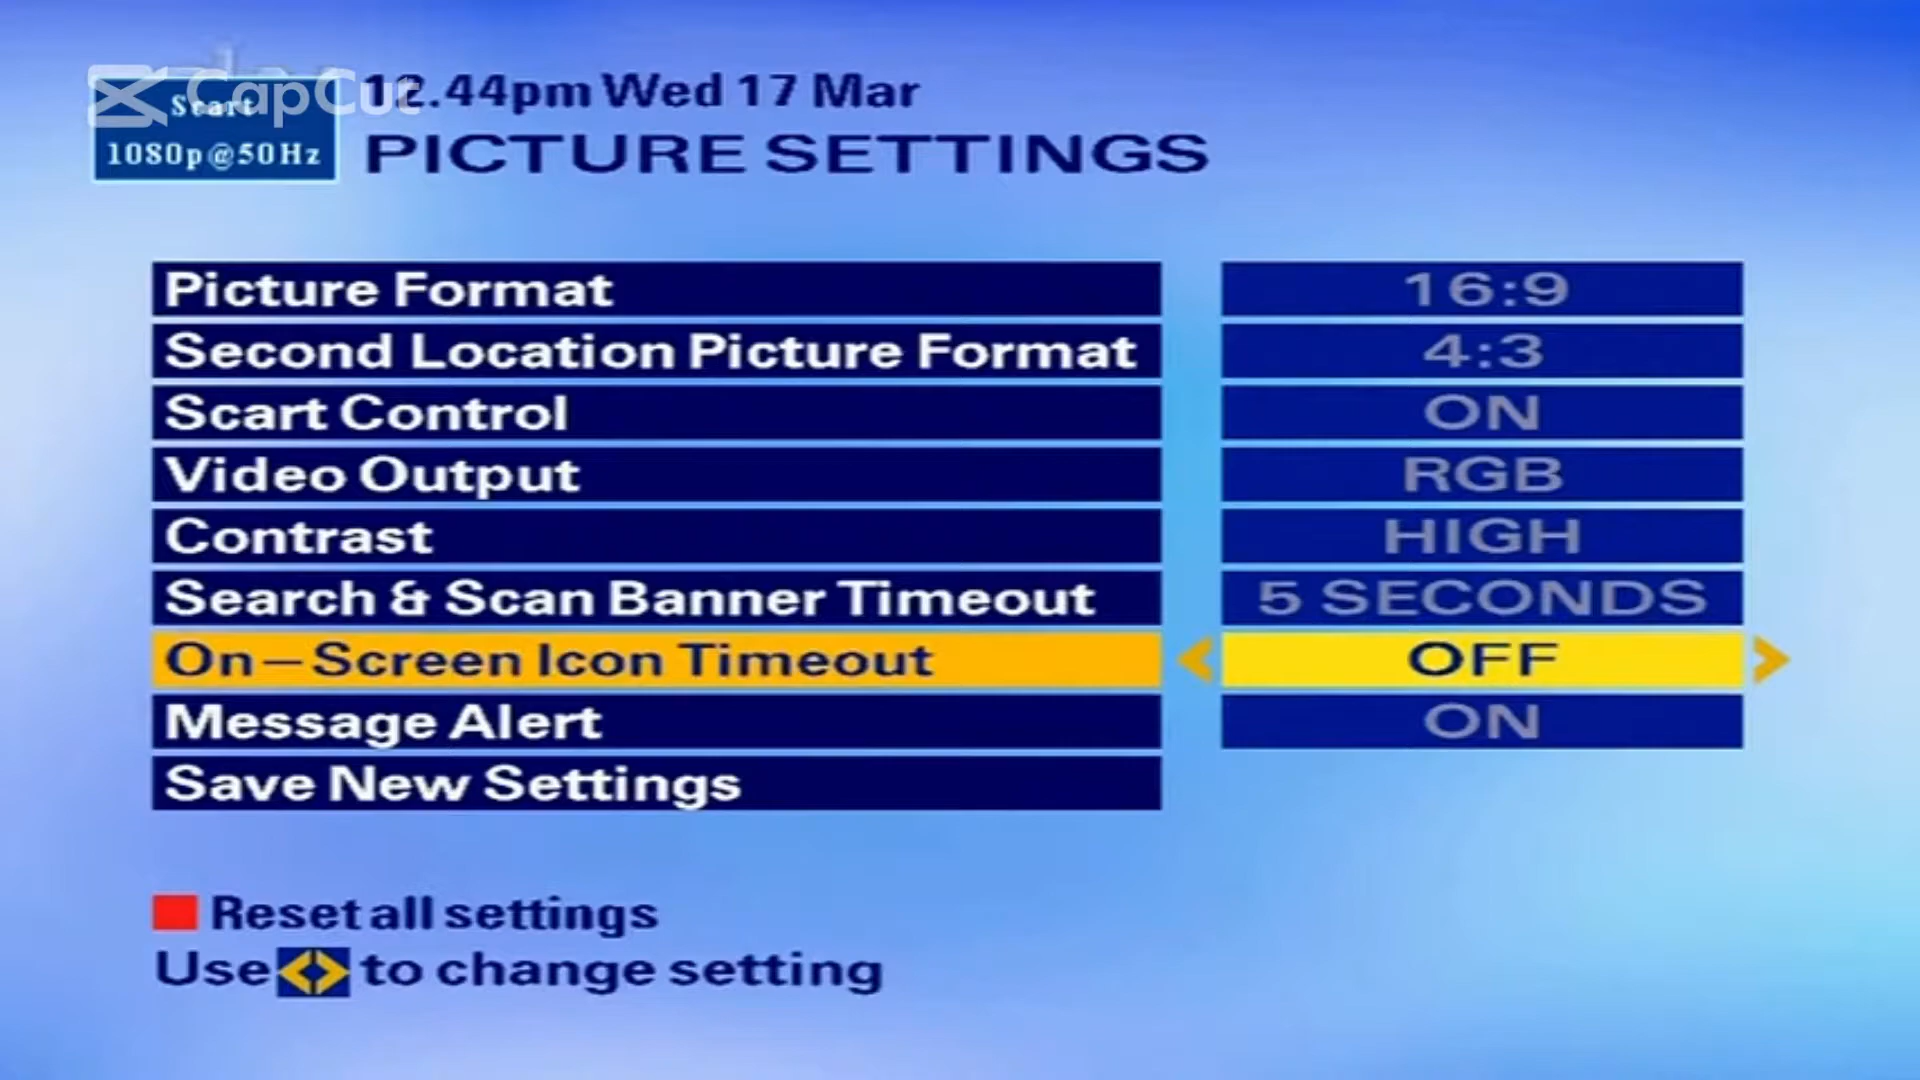 CapCut
Scart
1080p@50Hz
12.44pm Wed 17 Mar
PICTURE SETTINGS
Picture Format 16:9
Second Location Picture Format 4:3
Scart Control ON
Video Output RGB
Contrast HIGH
Search & Scan Banner Timeout 5 SECONDS
On-Screen Icon Timeout OFF
Message Alert ON
Save New Settings
Reset all settings
Use to change setting